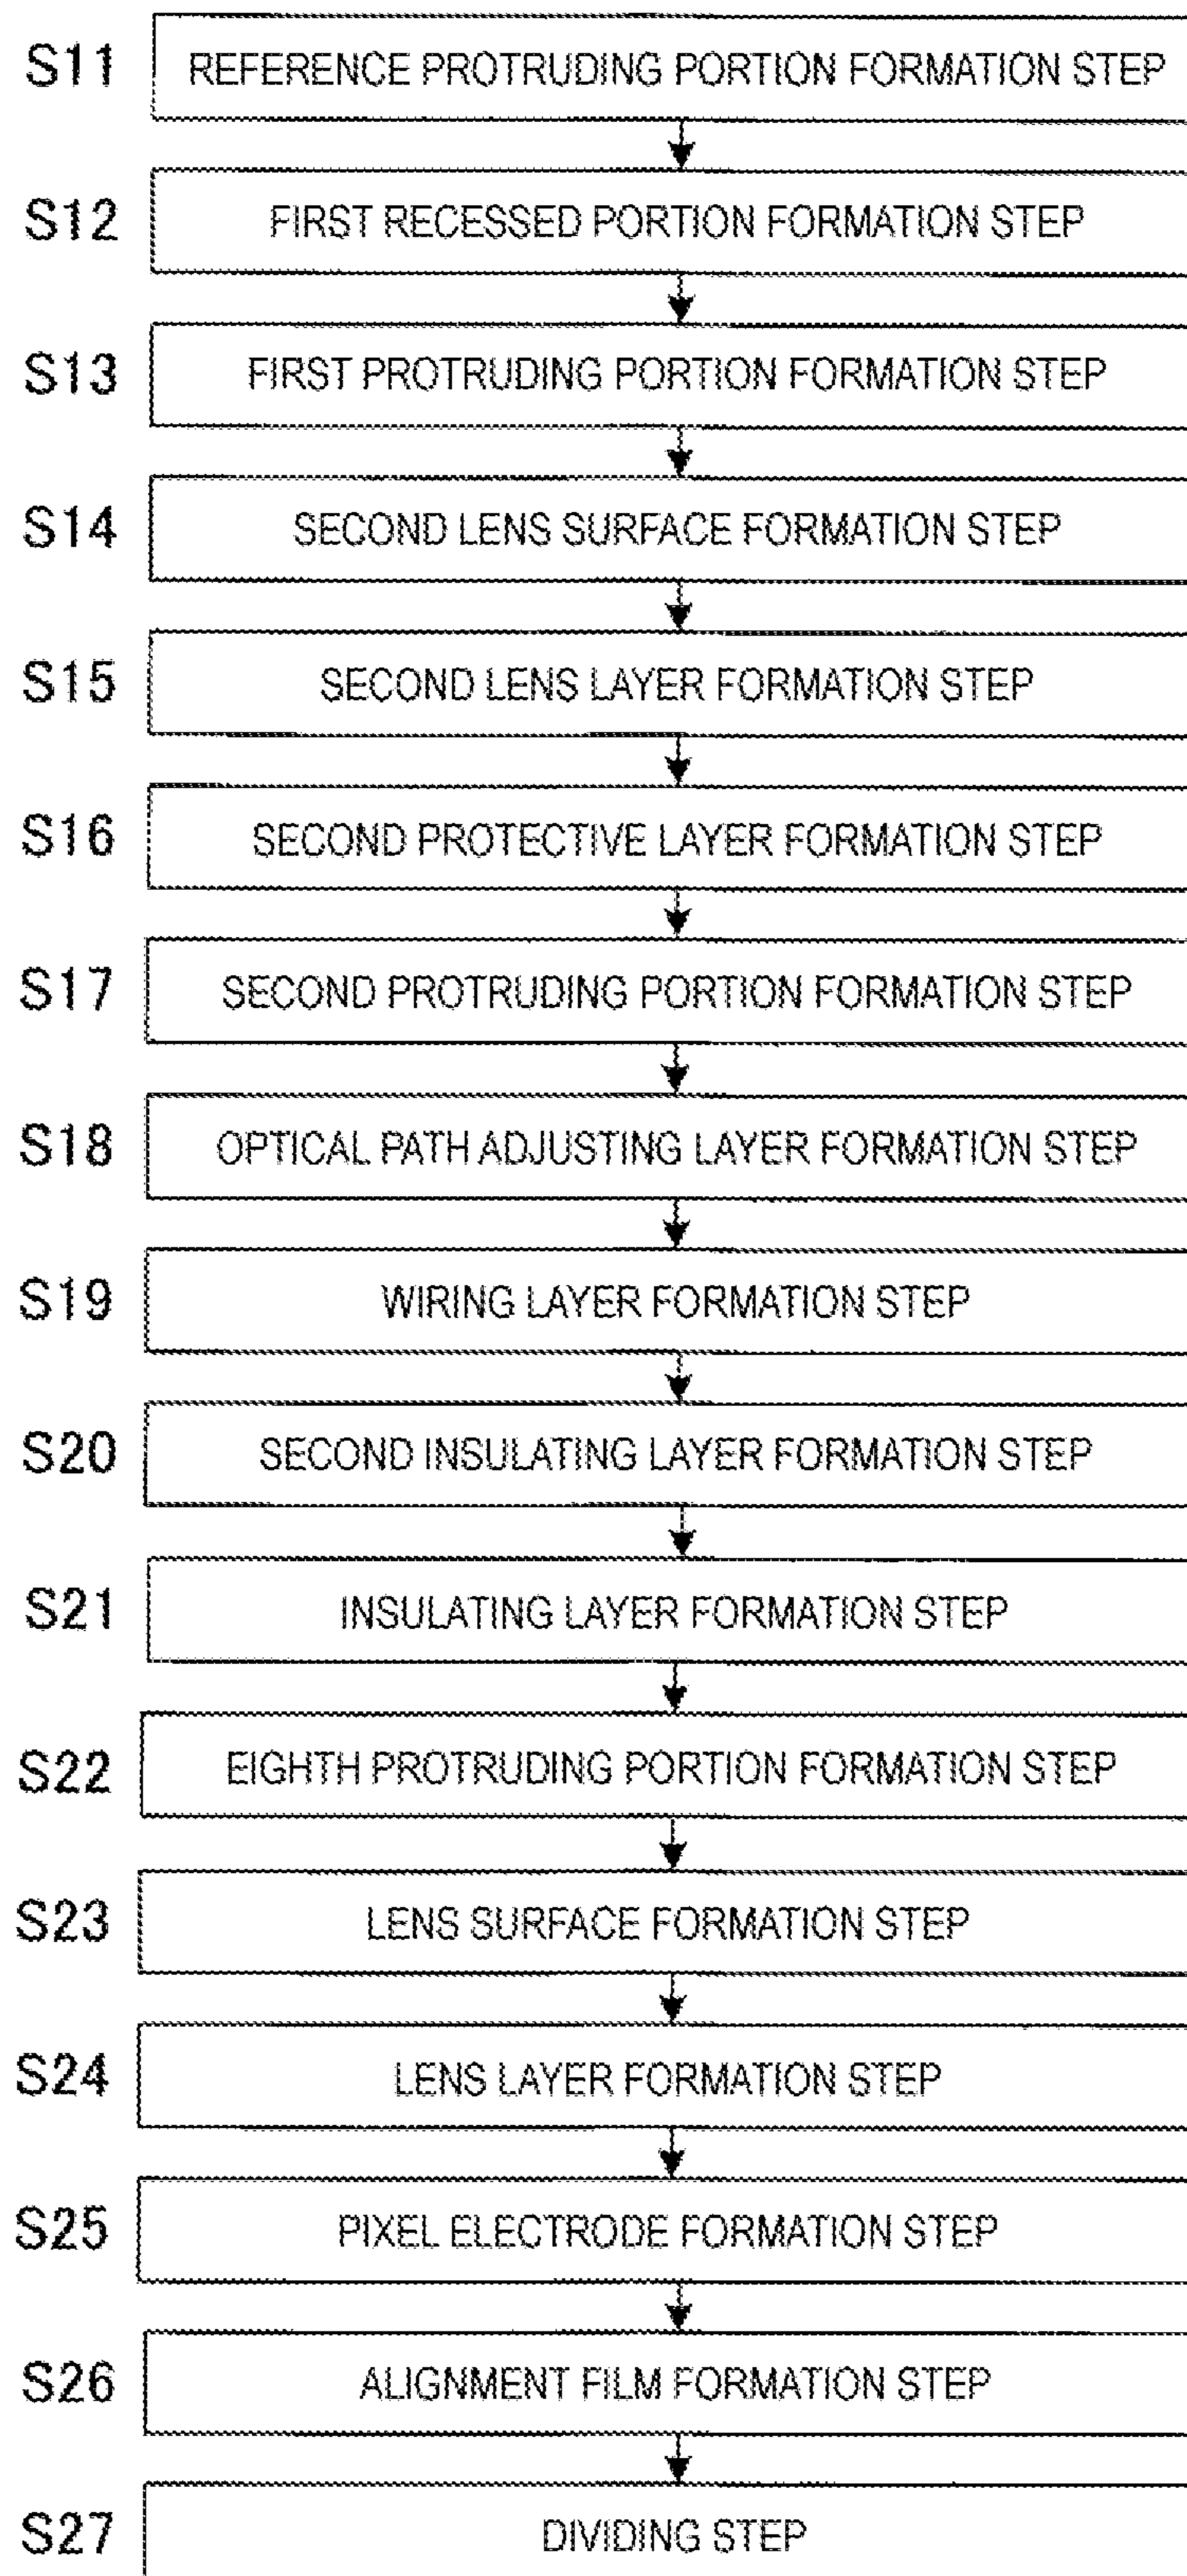 S11 REFERENCE PROTRUDING PORTION FORMATION STEP
S12 FIRST RECESSED PORTION FORMATION STEP
S13 FIRST PROTRUDING PORTION FORMATION STEP
S14 SECOND LENS SURFACE FORMATION STEP
S15 SECOND LENS LAYER FORMATION STEP
S16 SECOND PROTECTIVE LAYER FORMATION STEP
S17 SECOND PROTRUDING PORTION FORMATION STEP
S18 OPTICAL PATH ADJUSTING LAYER FORMATION STEP
S19 WIRING LAYER FORMATION STEP
S20 SECOND INSULATING LAYER FORMATION STEP
S21 INSULATING LAYER FORMATION STEP
S22 EIGHTH PROTRUDING PORTION FORMATION STEP
S23 LENS SURFACE FORMATION STEP
S24 LENS LAYER FORMATION STEP
S25 PIXEL ELECTRODE FORMATION STEP
S26 ALIGNMENT FILM FORMATION STEP
S27 DIVIDING STEP